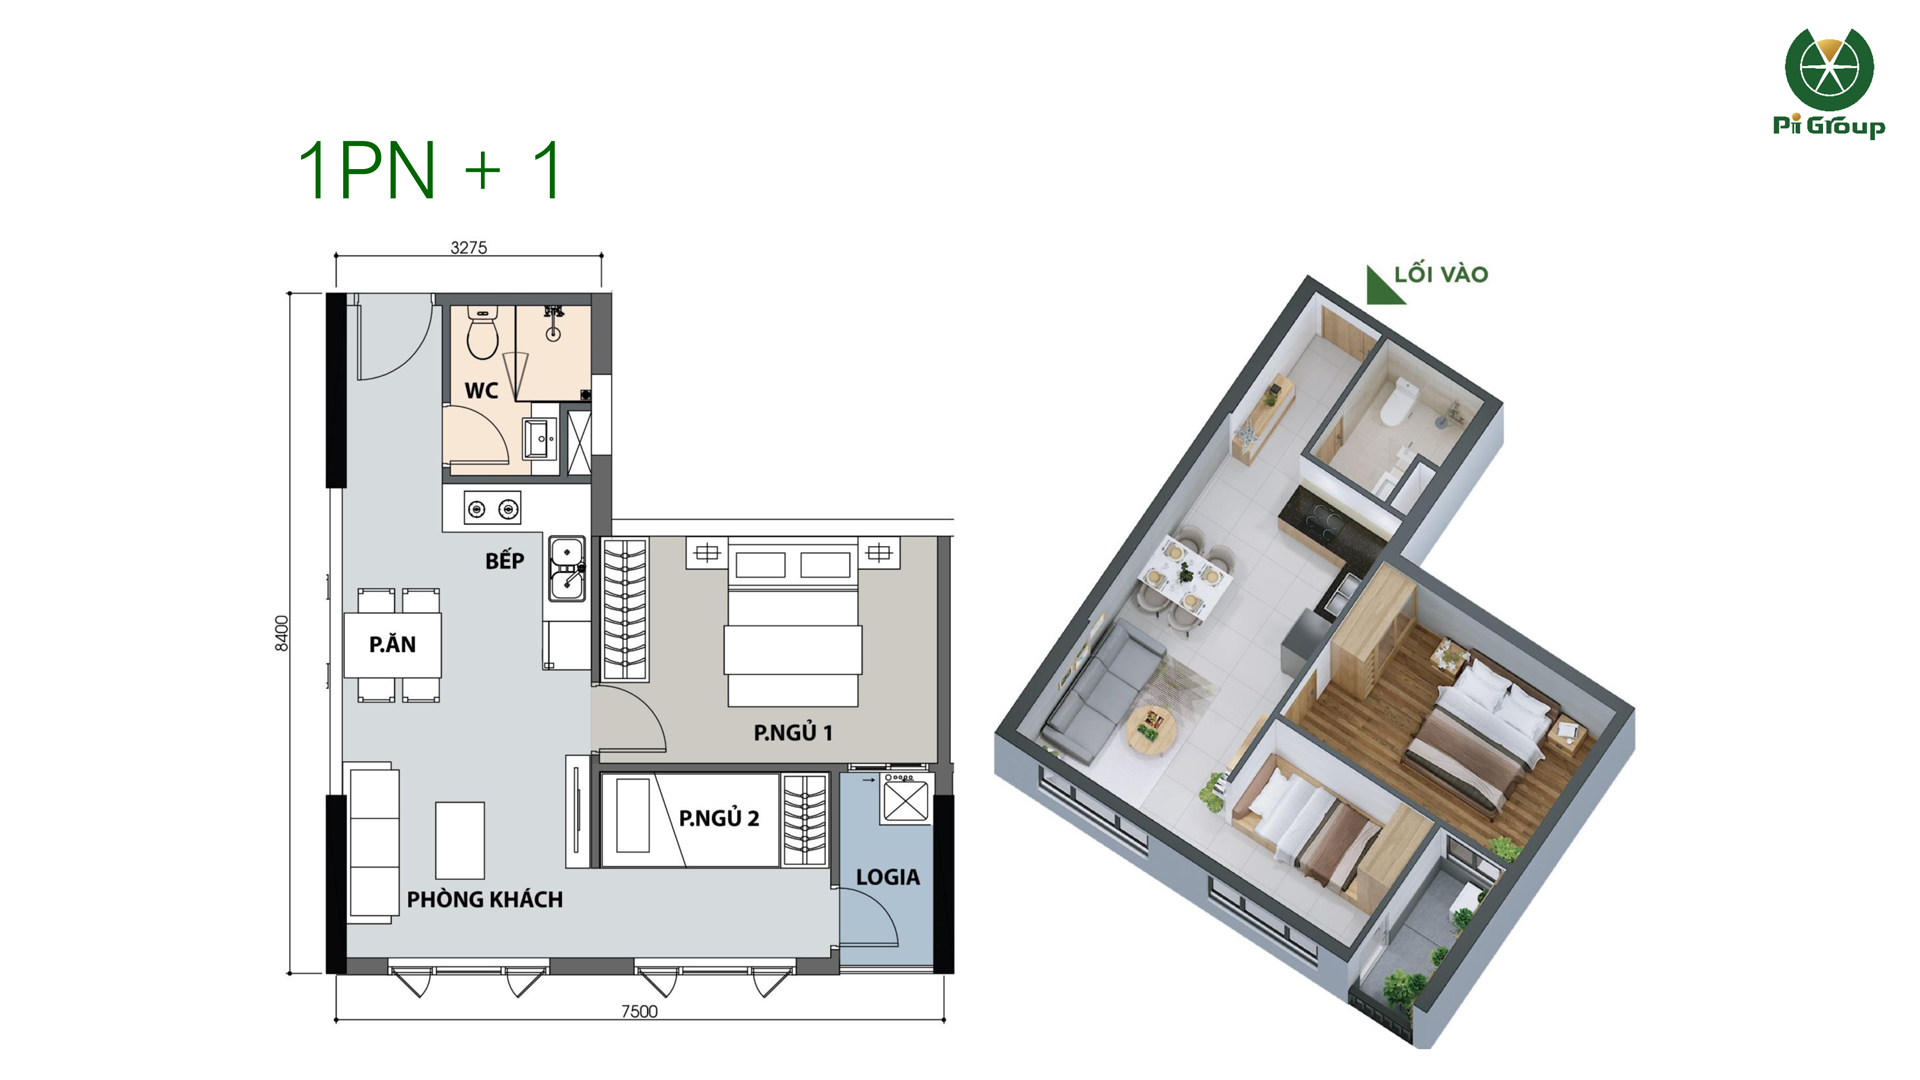 Pi Group
1PN + 1
3275
LỐI VÀO
WC
BẾP
8400
P.ĂN
P.NGỦ 1
P.NGỦ 2
LOGIA
PHÒNG KHÁCH
7500